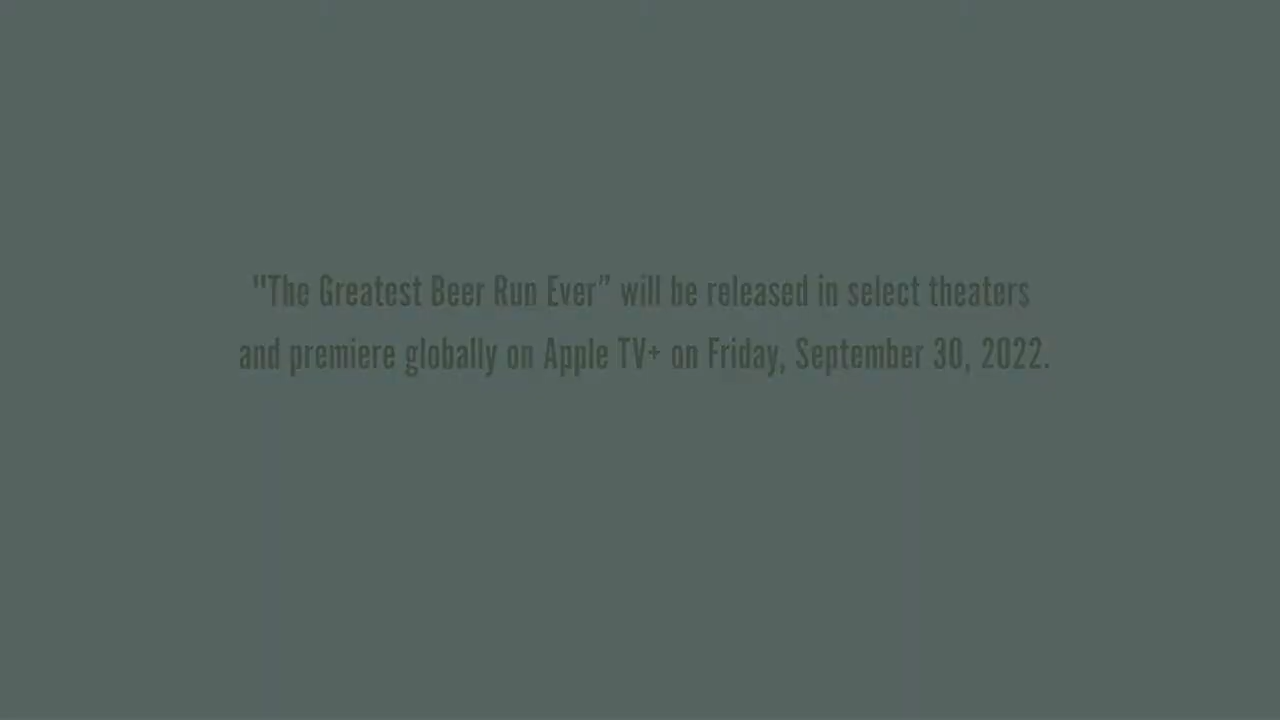 "The Greatest Beer Run Ever” will be released in select theaters
and premiere globally on Apple TV+ on Friday, September 30, 2022.